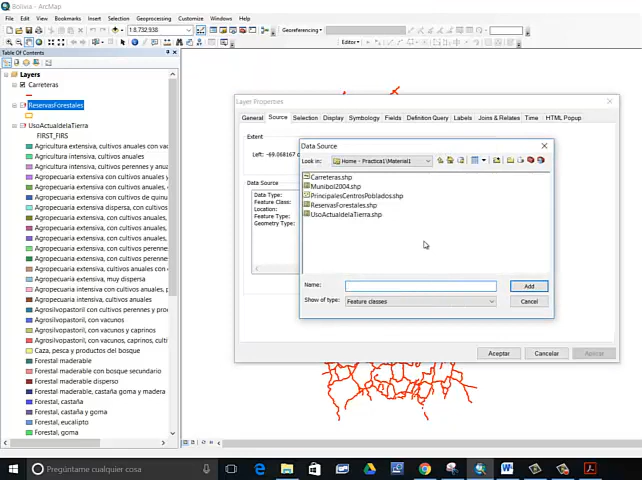 Bolixxa - ArcMap
File Edit View Bookmarks Insert Selection Geoprocessing Customize Windows Help
1:8.732.938
Georeferencing
Editor
Table Of Contents
Layers
Carreteras
ReservasForestales
UsoActualdelaTierra
FIRST_FIRS
Agricultura extensiva, cultivos anuales con vac
Agricultura intensiva, cultivos anuales
Agropecuaria extensiva, cultivos perennes y anu
Agropecuaria extensiva, con cultivos anuales
Agropecuaria extensiva, con cultivos de quinu
Agropecuaria extensiva dispersa, con cultivos
Agropecuaria extensiva, con cultivos anuales,
Agropecuaria extensiva, con cultivos anuales,
Agropecuaria extensiva, con cultivos anuales,
Agropecuaria extensiva, con cultivos anuales,
Agropecuaria extensiva, con cultivos perennes
Agropecuaria extensiva, con cultivos perennes
Agropecuaria extensiva, cultivos anuales con
Agropecuaria extensiva, muy dispersa
Agropecuaria intensiva con cultivos anuales, p
Agropecuaria intensiva, cultivos anuales
Agrosilvopastoril con cultivos perennes y produ
Agrosilvopastoril, con vacunos
Agrosilvopastoril, con vacunos y caprinos
Agrosilvopastoril, con vacunos, caprinos, culti
Caza, pesca y productos del bosque
Forestal maderable
Forestal maderable con bosque secundario
Forestal maderable disperso
Forestal maderable, castaña goma y madera
Forestal, castaña
Forestal, castaña y goma
Forestal, eucalipto
Forestal, goma
Layer Properties
General Source Selection Display Symbology Fields Definition Query Labels Joins & Relates Time HTML Popup
Extent
Left: -69.068167
Data Source
Data Type:
Feature Class:
Location:
Feature Type:
Geometry Type:
Aceptar Cancelar Aplicar
Data Source
Look in: Home - Practica1\Material1
Carreteras.shp
Munibol2004.shp
PrincipalesCentrosPoblados.shp
ReservasForestales.shp
UsoActualdelaTierra.shp
Name: Add
Show of type: Feature classes Cancel
Pregúntame cualquier cosa